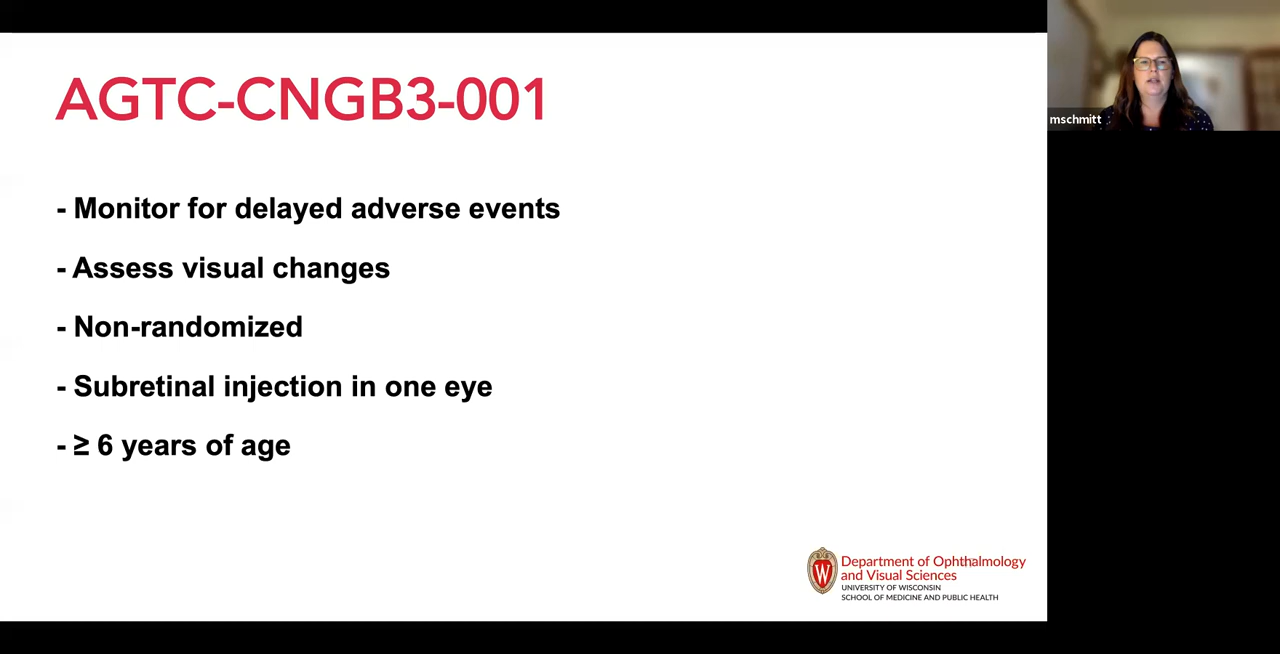 AGTC-CNGB3-001
- Monitor for delayed adverse events
- Assess visual changes
- Non-randomized
- Subretinal injection in one eye
- ≥ 6 years of age
W
Department of Ophthalmology
and Visual Sciences
UNIVERSITY OF WISCONSIN
SCHOOL OF MEDICINE AND PUBLIC HEALTH
mschmitt